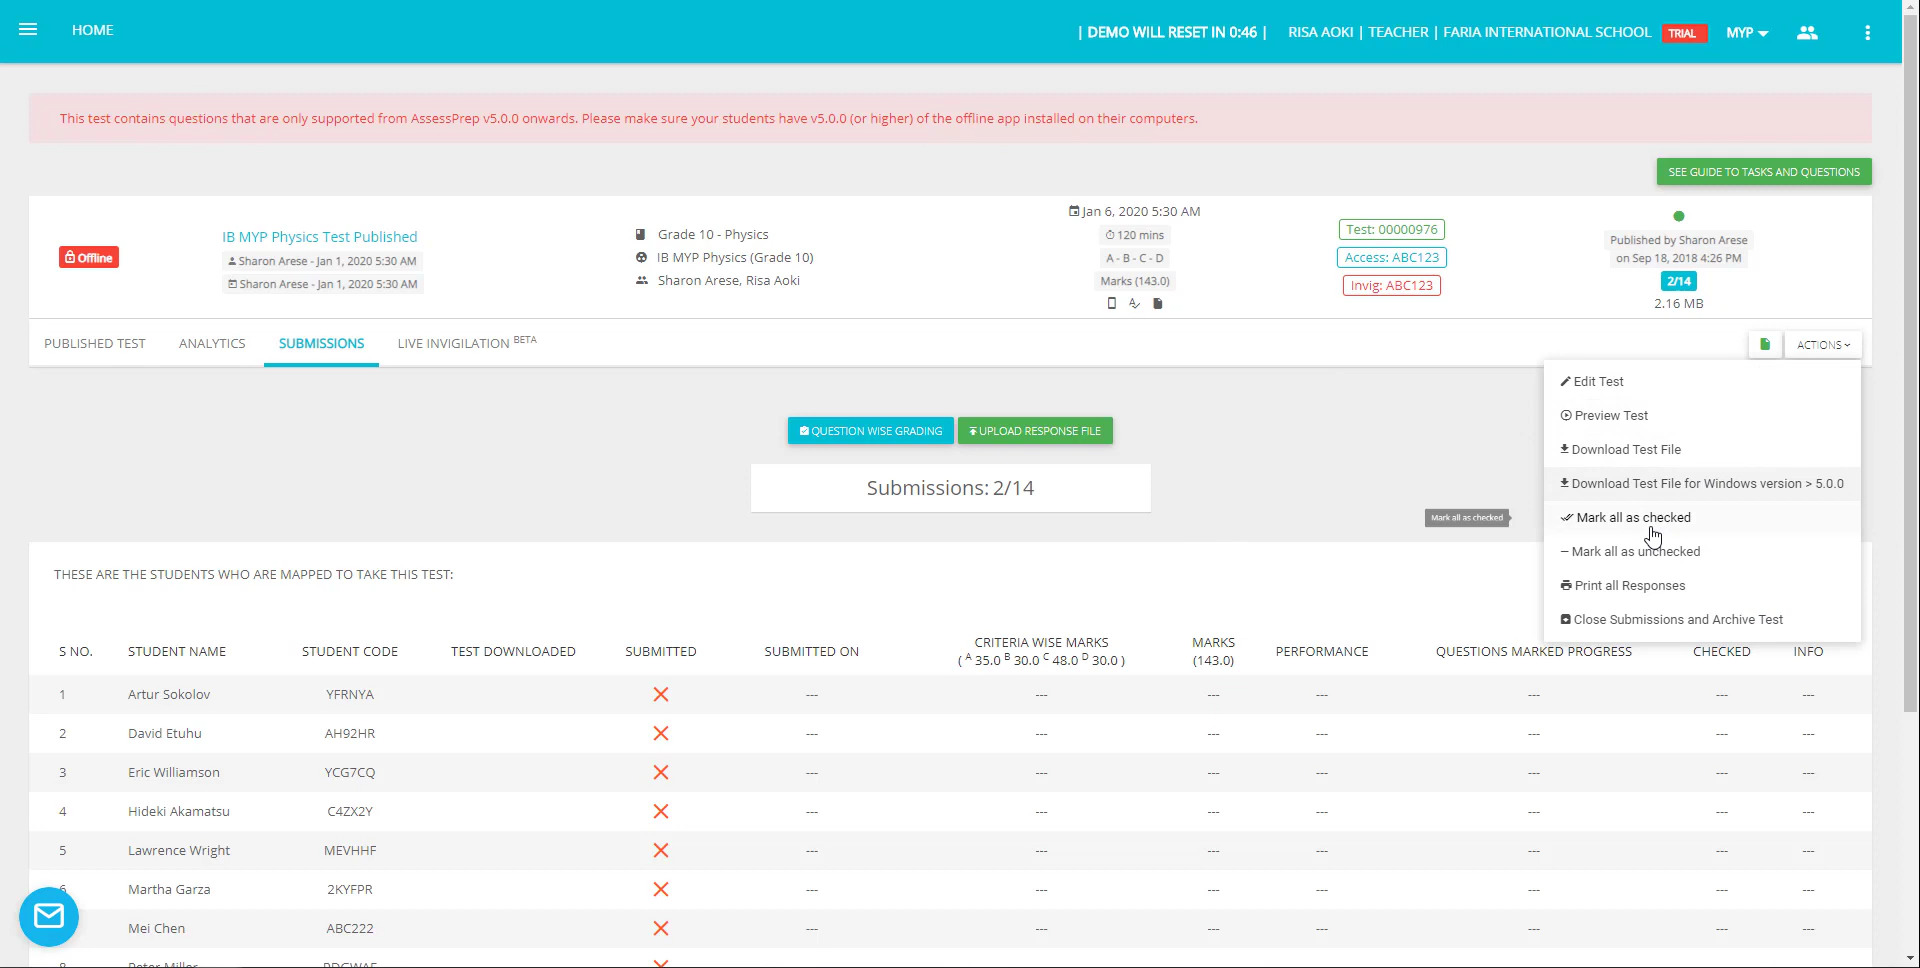 HOME
| DEMO WILL RESET IN 0:46 | RISA AOKI | TEACHER | FARIA INTERNATIONAL SCHOOL TRIAL MYP
This test contains questions that are only supported from AssessPrep v5.0.0 onwards. Please make sure your students have v5.0.0 (or higher) of the offline app installed on their computers.
SEE GUIDE TO TASKS AND QUESTIONS
Offline
IB MYP Physics Test Published
Sharon Arese - Jan 1, 2020 5:30 AM
Sharon Arese - Jan 1, 2020 5:30 AM
Grade 10 - Physics
IB MYP Physics (Grade 10)
Sharon Arese, Risa Aoki
Jan 6, 2020 5:30 AM
120 mins
A - B - C - D
Marks (143.0)
Test: 00000976
Access: ABC123
Invig: ABC123
Published by Sharon Arese
on Sep 18, 2018 4:26 PM
2/14
2.16 MB
PUBLISHED TEST ANALYTICS SUBMISSIONS LIVE INVIGILATION BETA
ACTIONS
Edit Test
Preview Test
Download Test File
Download Test File for Windows version > 5.0.0
Mark all as checked
Mark all as checked
Mark all as unchecked
Print all Responses
Close Submissions and Archive Test
QUESTION WISE GRADING UPLOAD RESPONSE FILE
Submissions: 2/14
THESE ARE THE STUDENTS WHO ARE MAPPED TO TAKE THIS TEST:
S NO. STUDENT NAME STUDENT CODE TEST DOWNLOADED SUBMITTED SUBMITTED ON CRITERIA WISE MARKS (A 35.0 B 30.0 C 48.0 D 30.0 ) MARKS (143.0) PERFORMANCE QUESTIONS MARKED PROGRESS CHECKED INFO
1 Artur Sokolov YFRNYA --- --- --- --- --- --- ---
2 David Etuhu AH92HR --- --- --- --- --- --- ---
3 Eric Williamson YCG7CQ --- --- --- --- --- --- ---
4 Hideki Akamatsu C4ZX2Y --- --- --- --- --- --- ---
5 Lawrence Wright MEVHHF --- --- --- --- --- --- ---
6 Martha Garza 2KYFPR --- --- --- --- --- --- ---
Mei Chen ABC222 --- --- --- --- --- --- ---